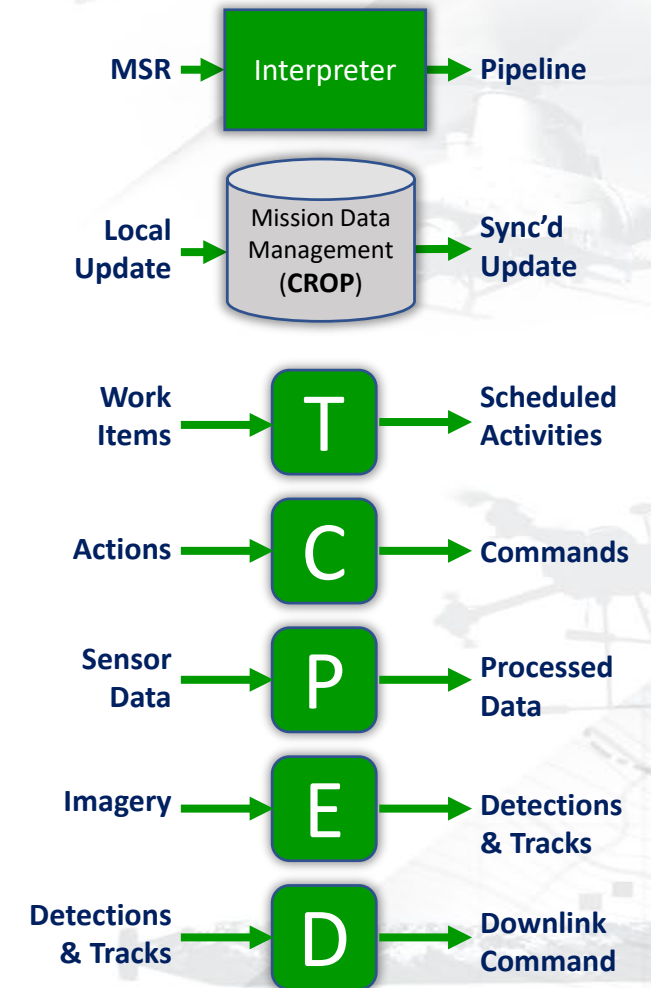 MSR Interpreter Pipeline
Mission Data
Local Management Sync’d
Update (CROP) Update
Work Scheduled
Items T Activities
Actions C Commands
Sensor Processed
Data P Data
Imagery E Detections
& Tracks
Detections Downlink
& Tracks D Command